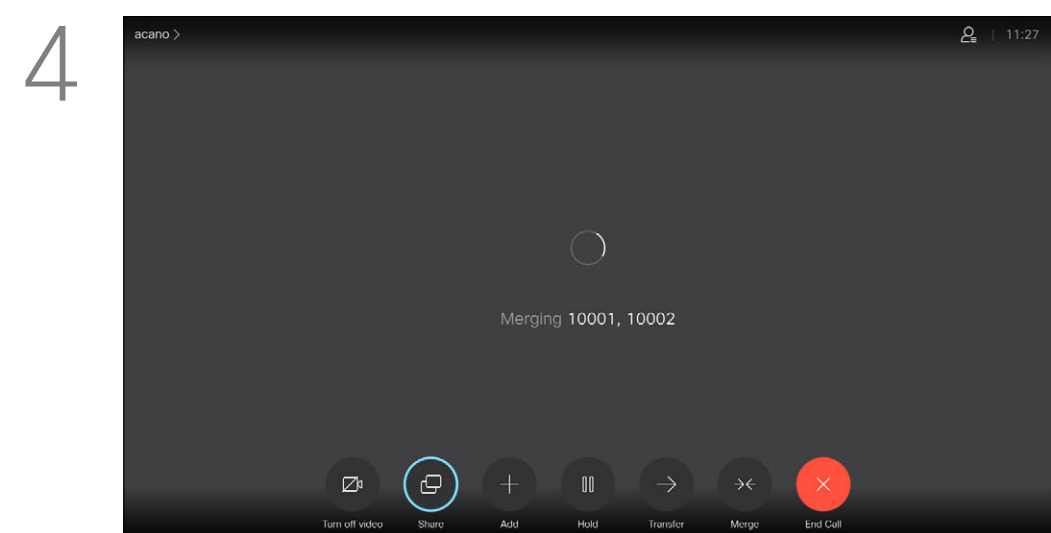 4
acano >
11:27
Merging 10001, 10002
Turn off video
Share
Add
Hold
Transfer
Merge
End Call